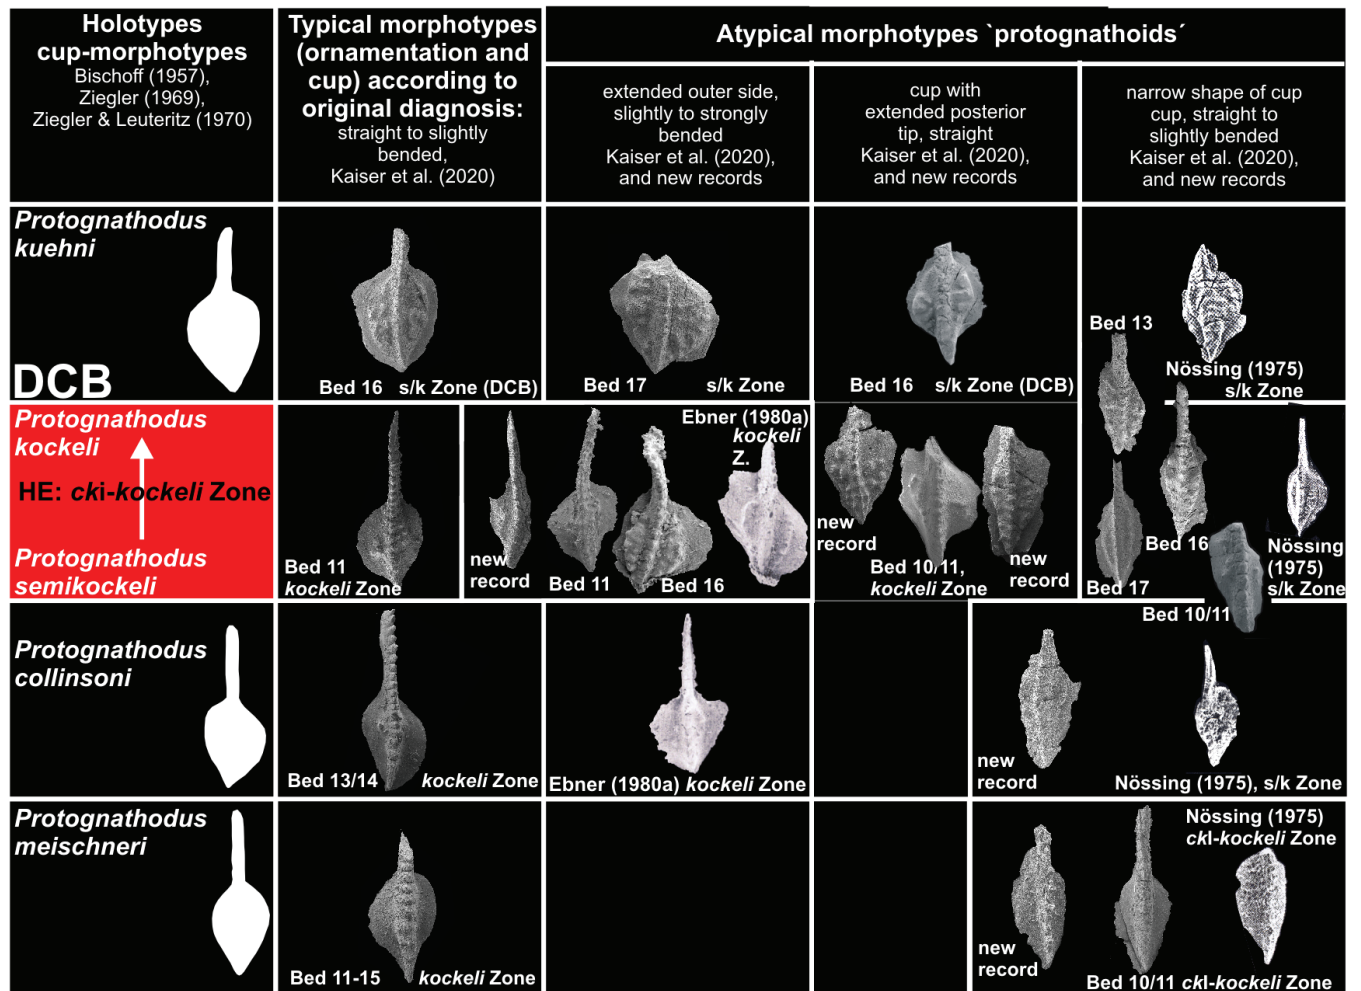 Holotypes
cup-morphotypes
Bischoff (1957),
Ziegler (1969),
Ziegler & Leuteritz (1970)
Typical morphotypes
(ornamentation and
cup) according to
original diagnosis:
straight to slightly
bended,
Kaiser et al. (2020)
Atypical morphotypes `protognathoids´
extended outer side,
slightly to strongly
bended
Kaiser et al. (2020),
and new records
cup with
extended posterior
tip, straight
Kaiser et al. (2020),
and new records
narrow shape of cup
cup, straight to
slightly bended
Kaiser et al. (2020),
and new records
Protognathodus
kuehni
DCB
Bed 16 s/k Zone (DCB)
Bed 17 s/k Zone
Bed 16 s/k Zone (DCB)
Bed 13
Nössing (1975)
s/k Zone
Protognathodus
kockeli
HE: cki-kockeli Zone
Protognathodus
semikockeli
Bed 11
kockeli Zone
new
record
Bed 11
Bed 16
Ebner (1980a)
kockeli
Z.
new
record
Bed 10/11,
kockeli Zone
new
record
Bed 17
Bed 16
Bed 10/11
Nössing
(1975)
s/k Zone
Protognathodus
collinsoni
Bed 13/14 kockeli Zone
Ebner (1980a) kockeli Zone
new
record
Nössing (1975), s/k Zone
Protognathodus
meischneri
Bed 11-15 kockeli Zone
new
record
Nössing (1975)
ckI-kockeli Zone
Bed 10/11 ckI-kockeli Zone